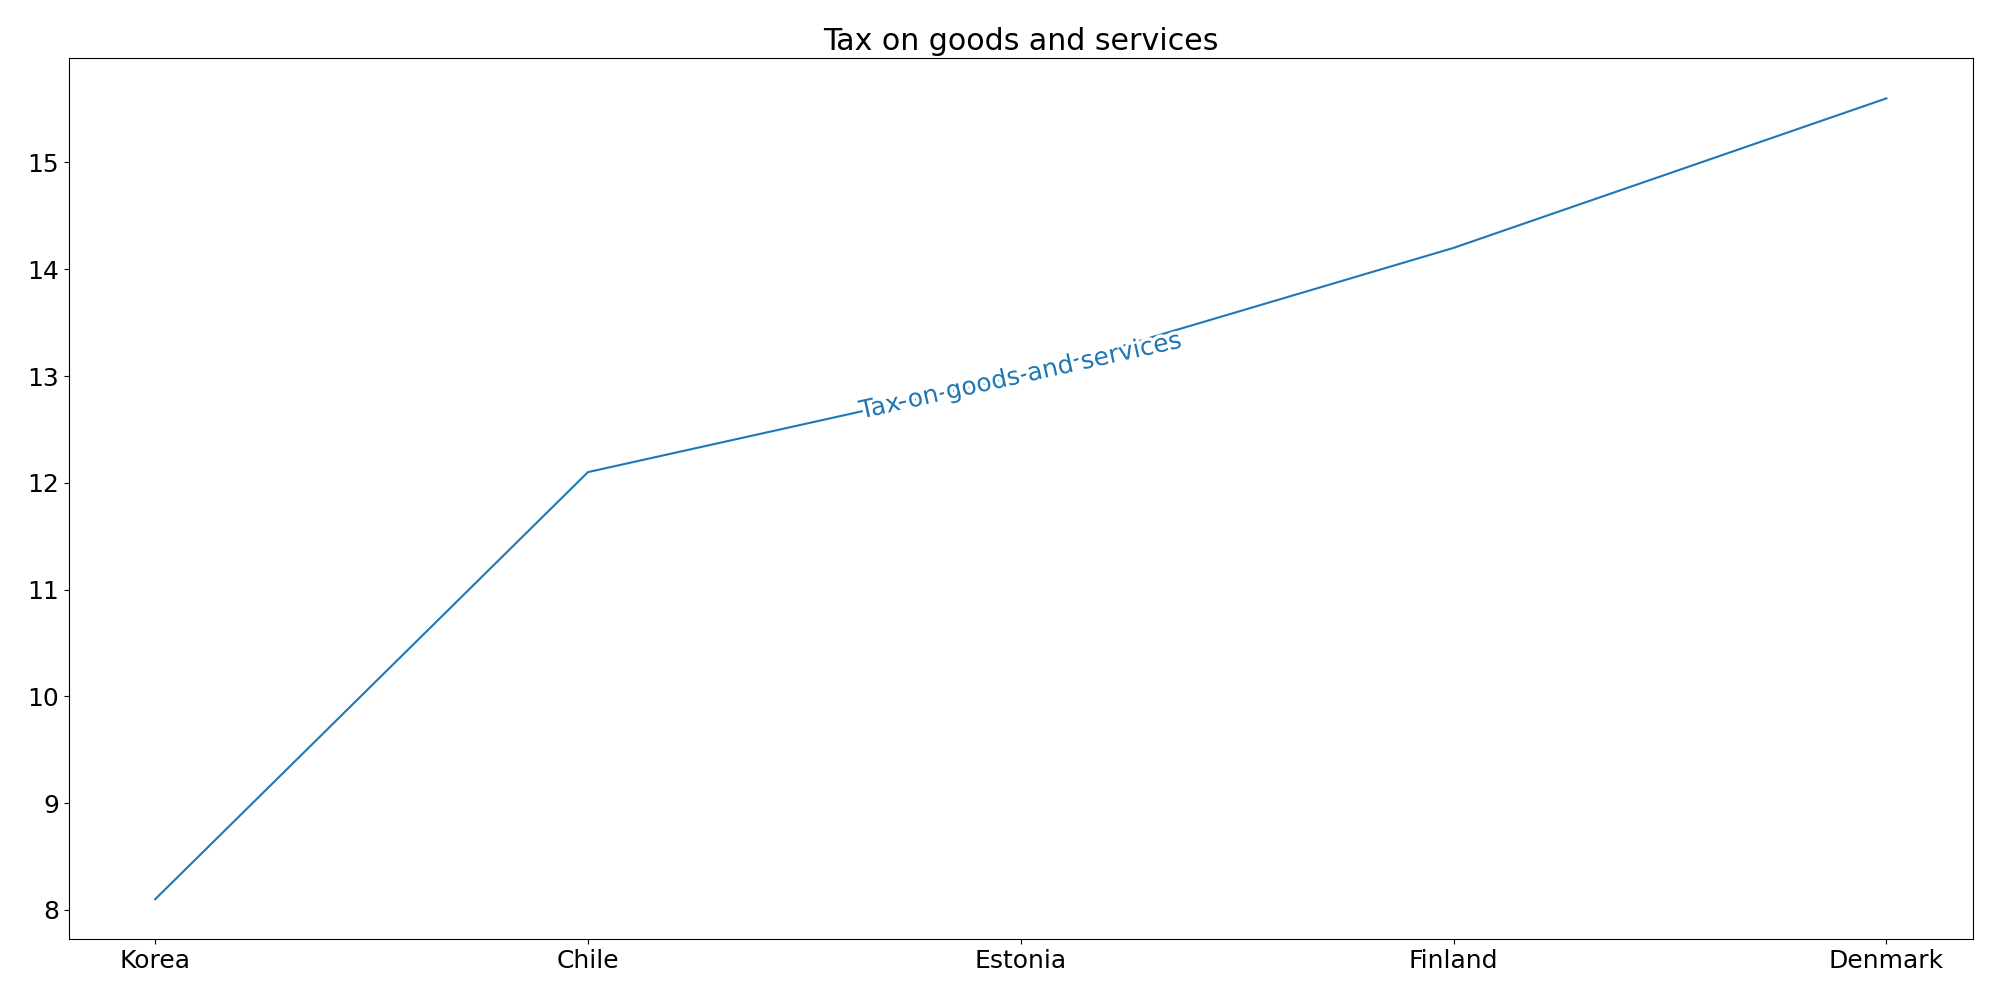 Tax on goods and services
15
14
13
12
11
10
9
8
Tax-on-goods-and-services
Korea Chile Estonia Finland Denmark